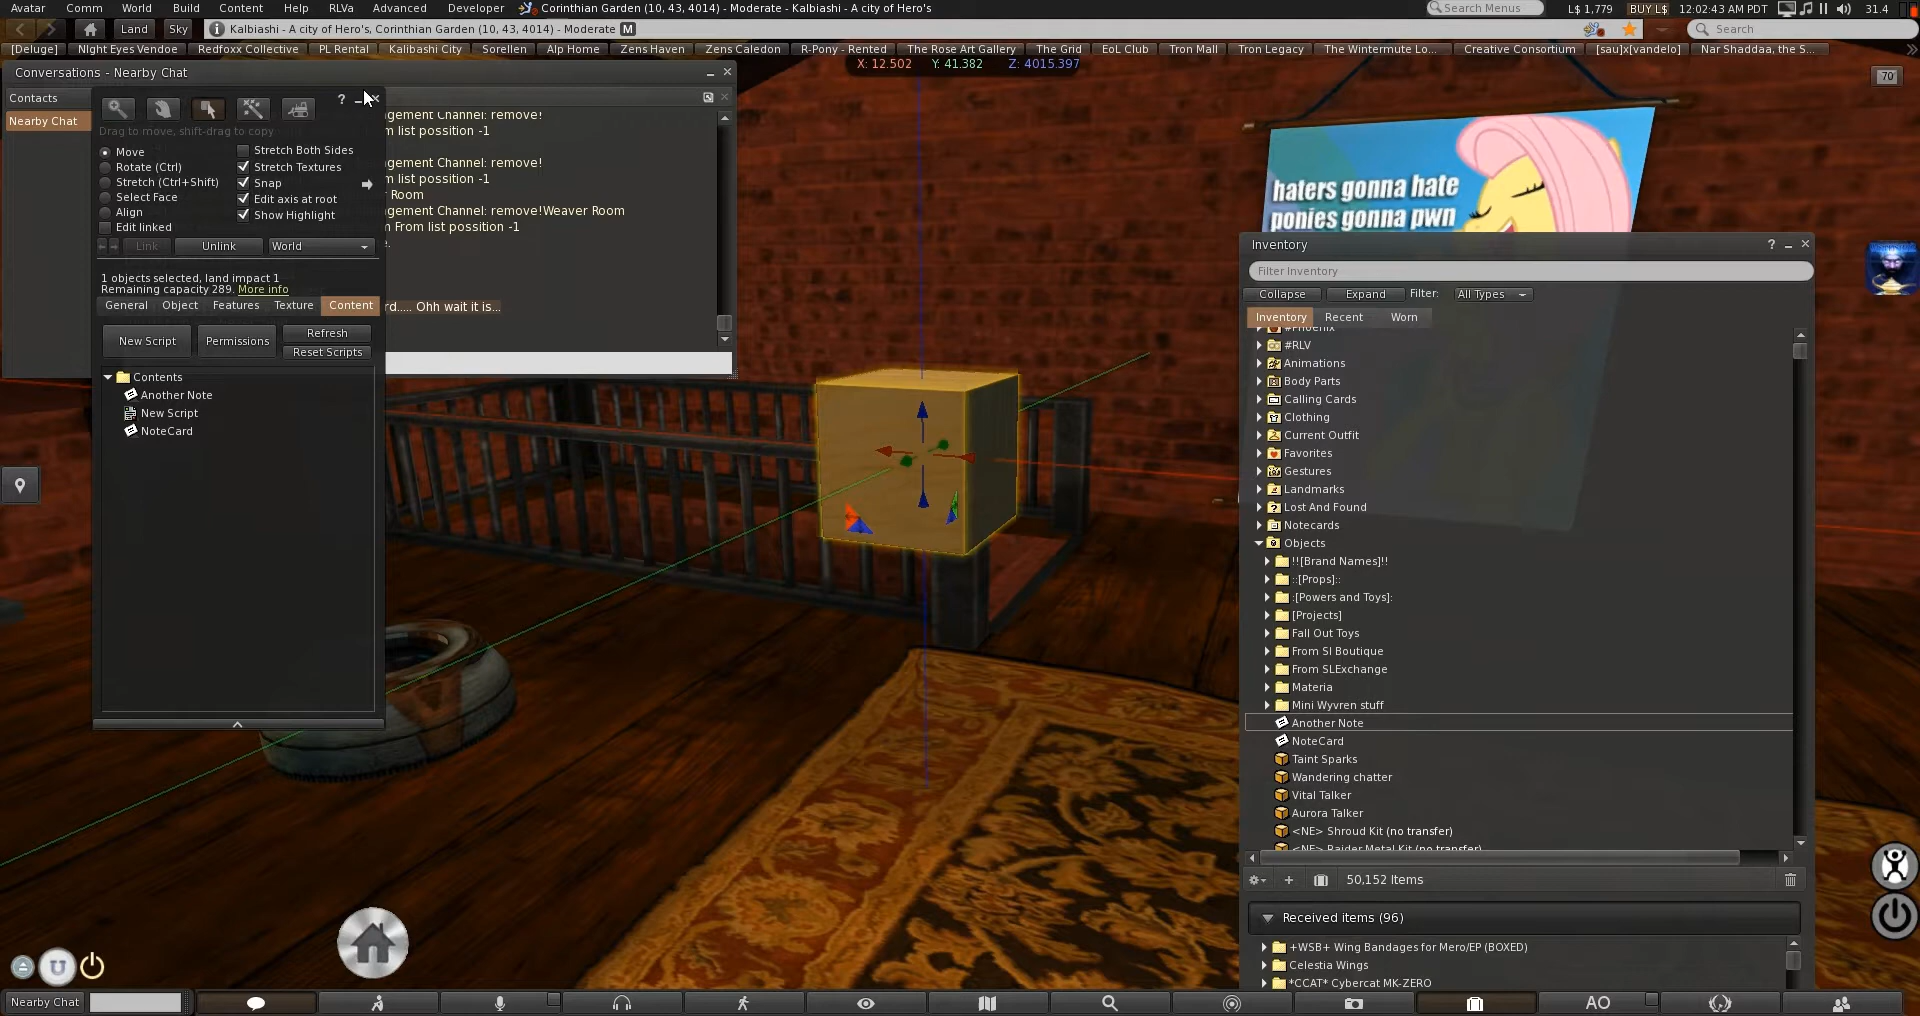 Avatar Comm World Build Content Help RLVa Advanced Developer Corinthian Garden (10, 43, 4014) - Moderate - Kalbiashi - A city of Hero's Search Menus L$ 1,779 BUY L$ 12:02:43 AM PDT 31.4
Land Sky Kalbiashi - A city of Hero's, Corinthian Garden (10, 43, 4014) - Moderate M Search
[Deluge] NIght Eyes Vendoe Redfoxx Collective PL Rental Kalibashi City Sorellen Alp Home Zens Haven Zens Caledon R-Pony - Rented The Rose Art Gallery The Grid EoL Club Tron Mall Tron Legacy The Wintermute Lo... Creative Consortium [sau]x[vandelo] Nar Shaddaa, the S...
X: 12.502 Y: 41.382 Z: 4015.397
70
Conversations - Nearby Chat
Contacts
Nearby Chat
gement Channel: remove!
m list possition -1
gement Channel: remove!
m list possition -1
r Room
gement Channel: remove!Weaver Room
m From list possition -1
e.
rd..... Ohh wait it is...
?
Drag to move, shift-drag to copy
Move
Rotate (Ctrl)
Stretch (Ctrl+Shift)
Select Face
Align
Edit linked
Stretch Both Sides
Stretch Textures
Snap
Edit axis at root
Show Highlight
Link Unlink World
1 objects selected, land impact 1
Remaining capacity 289. More info
General Object Features Texture Content
New Script Permissions Refresh
Reset Scripts
Contents
Another Note
New Script
NoteCard
haters gonna hate
ponies gonna pwn
Inventory ?
Filter Inventory
Collapse Expand Filter: All Types
Inventory Recent Worn
#Phoenix
#RLV
Animations
Body Parts
Calling Cards
Clothing
Current Outfit
Favorites
Gestures
Landmarks
Lost And Found
Notecards
Objects
!![Brand Names]!!
::[Props]::
:[Powers and Toys]:
[Projects]
Fall Out Toys
From SI Boutique
From SLExchange
Materia
Mini Wyvren stuff
Another Note
NoteCard
Taint Sparks
Wandering chatter
Vital Talker
Aurora Talker
<NE> Shroud Kit (no transfer)
<NE> Raider Metal Kit (no transfer)
50,152 Items
Received items (96)
+WSB+ Wing Bandages for Mero/EP (BOXED)
Celestia Wings
*CCAT* Cybercat MK-ZERO
Nearby Chat AO